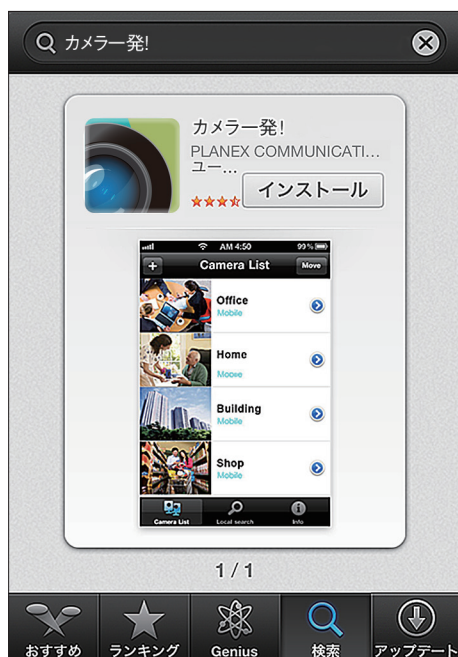 カメラ一発!
カメラ一発!
PLANEX COMMUNICATI...
ユー...
インストール
AM 4:50 99%
+ Camera List Move
Office
Mobile
Home
Building
Mobile
Shop
Mobile
Camera List Local search Info
1 / 1
おすすめ ランキング Genius 検索 アップデート